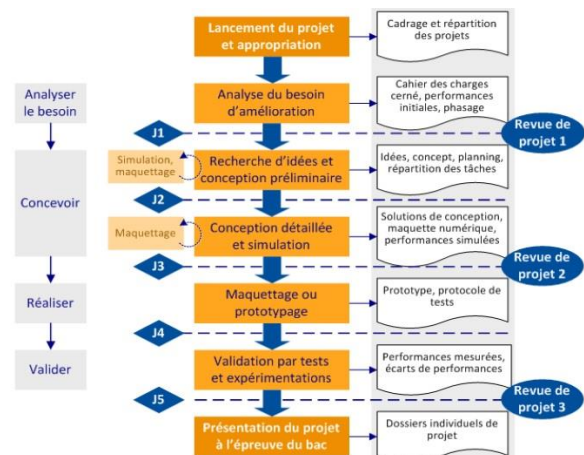 Lancement du projet
et appropriation
Cadrage et répartition
des projets
Analyser
le besoin
Analyse du besoin
d'amélioration
Cahier des charges
cerné, performances
initiales, phasage
J1
Revue de
projet 1
Simulation,
maquettage
Recherche d'idées et
conception préliminaire
Idées, concept, planning,
répartition des tâches
Concevoir
J2
Maquettage
Conception détaillée
et simulation
Solutions de conception,
maquette numérique,
performances simulées
J3
Revue de
projet 2
Réaliser
Maquettage ou
prototypage
Prototype, protocole de
tests
J4
Valider
Validation par tests
et expérimentations
Performances mesurées,
écarts de performances
J5
Revue de
projet 3
Présentation du projet
à l'épreuve du bac
Dossiers individuels de
projet